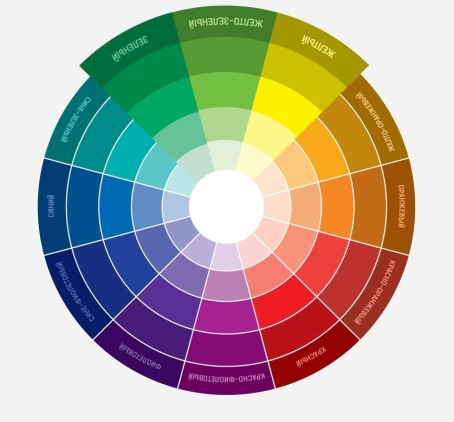 ЖЕЛТО-ЗЕЛЕНЫЙ
ЖЕЛТЫЙ
ЖЕЛТО-ОРАНЖЕВЫЙ
ОРАНЖЕВЫЙ
КРАСНО-ОРАНЖЕВЫЙ
КРАСНЫЙ
КРАСНО-ФИОЛЕТОВЫЙ
ФИОЛЕТОВЫЙ
СИНЕ-ФИОЛЕТОВЫЙ
СИНИЙ
СИНЕ-ЗЕЛЕНЫЙ
ЗЕЛЕНЫЙ